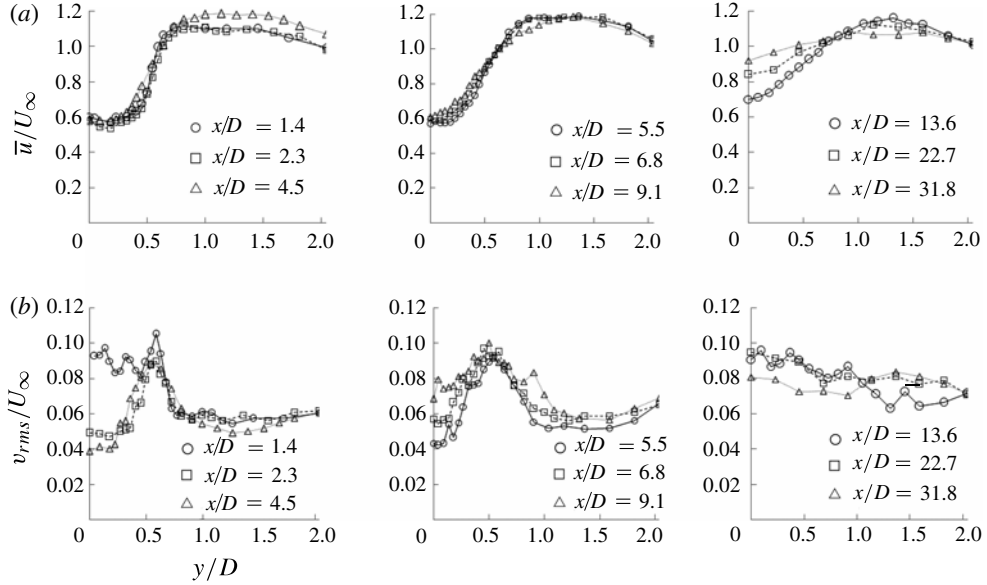 (a) 1.2 1.2 1.2
1.0 1.0 1.0
0.8 0.8 0.8
ū/U∞
0.6 0.6 0.6
x/D = 1.4 x/D = 5.5 x/D = 13.6
0.4 0.4 0.4
x/D = 2.3 x/D = 6.8 x/D = 22.7
0.2 0.2 0.2
x/D = 4.5 x/D = 9.1 x/D = 31.8
0 0.5 1.0 1.5 2.0 0 0.5 1.0 1.5 2.0 0 0.5 1.0 1.5 2.0
(b) 0.12 0.12 0.12
0.10 0.10 0.10
0.08 0.08 0.08
v_rms/U∞
0.06 0.06 0.06
x/D = 1.4 x/D = 5.5 x/D = 13.6
0.04 0.04 0.04
x/D = 2.3 x/D = 6.8 x/D = 22.7
0.02 0.02 0.02
x/D = 4.5 x/D = 9.1 x/D = 31.8
0 0.5 1.0 1.5 2.0 0 0.5 1.0 1.5 2.0 0 0.5 1.0 1.5 2.0
y/D